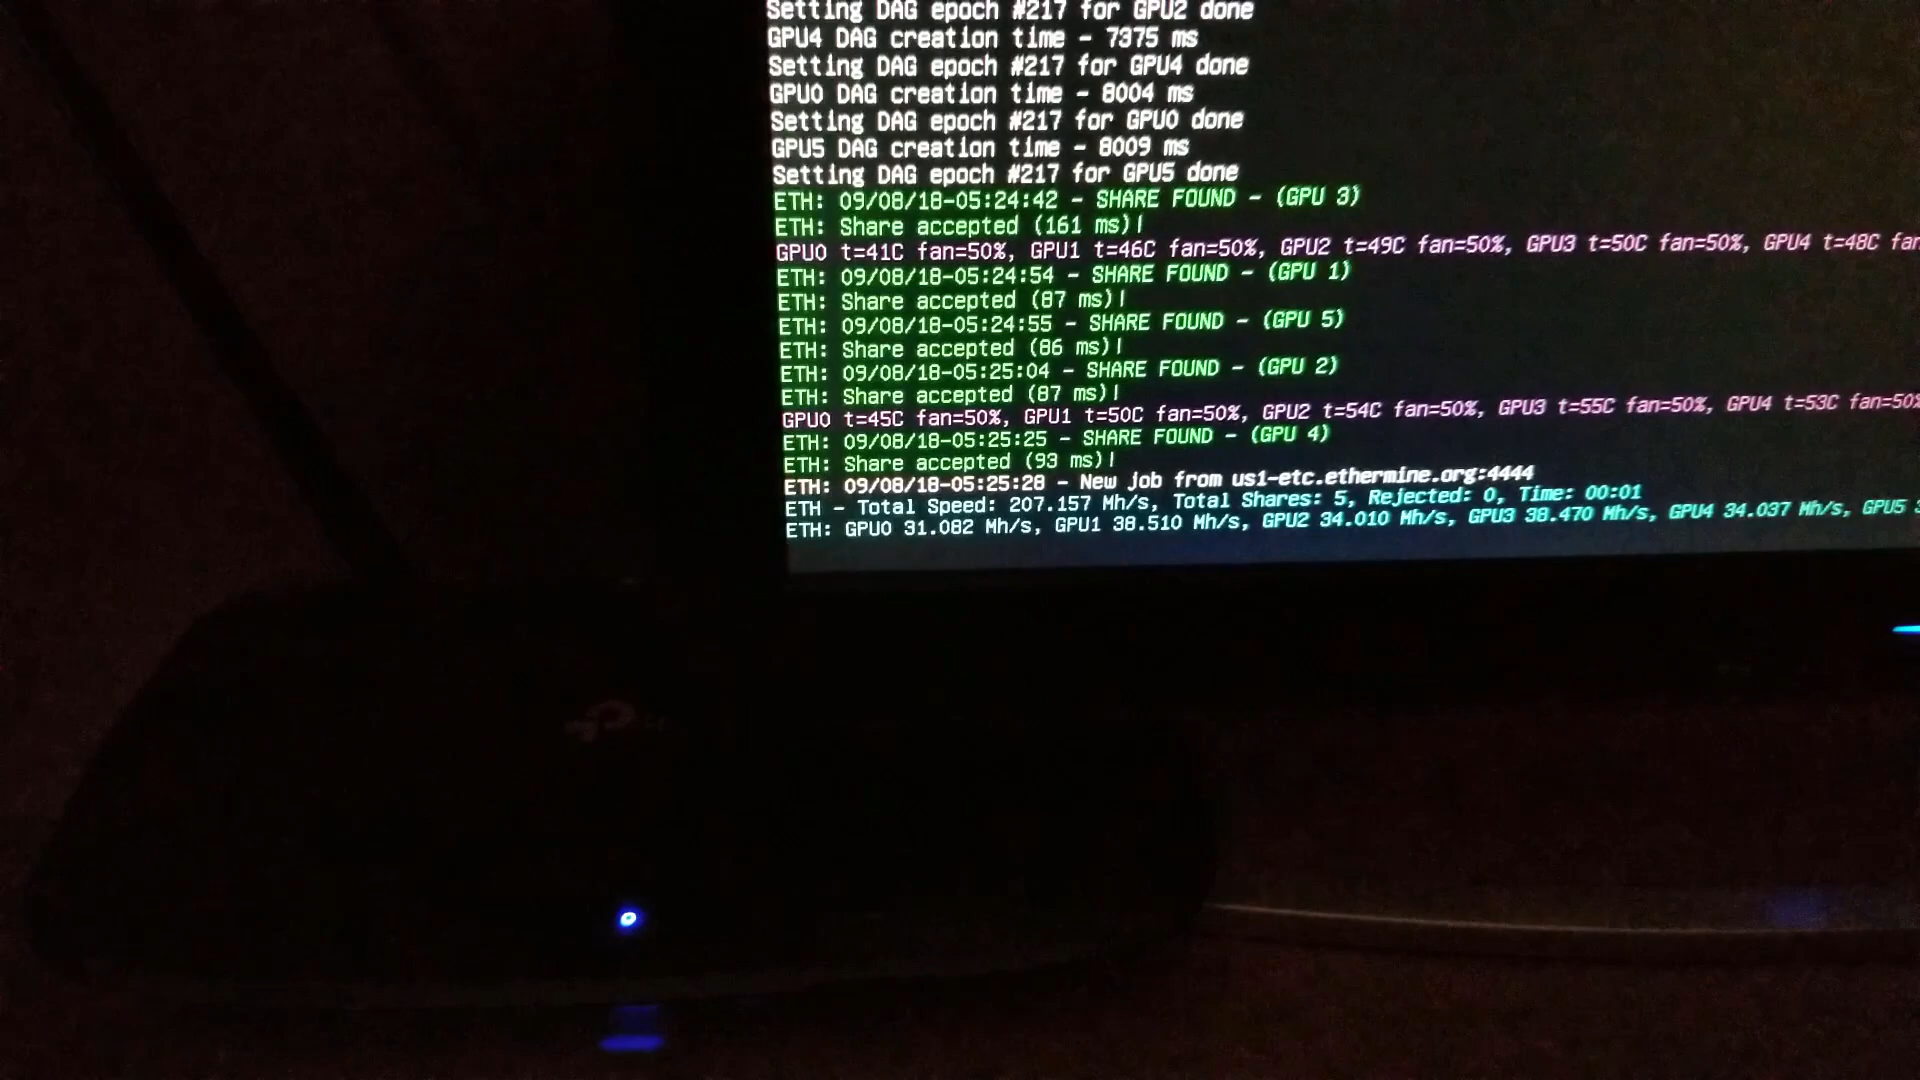 Setting DAG epoch #217 for GPU2 done
GPU4 DAG creation time - 7375 ms
Setting DAG epoch #217 for GPU4 done
GPU0 DAG creation time - 8004 ms
Setting DAG epoch #217 for GPU0 done
GPU5 DAG creation time - 8009 ms
Setting DAG epoch #217 for GPU5 done
ETH: 09/08/18-05:24:42 - SHARE FOUND - (GPU 3)
ETH: Share accepted (161 ms)!
GPU0 t=41C fan=50%, GPU1 t=46C fan=50%, GPU2 t=49C fan=50%, GPU3 t=50C fan=50%, GPU4 t=48C fan
ETH: 09/08/18-05:24:54 - SHARE FOUND - (GPU 1)
ETH: Share accepted (87 ms)!
ETH: 09/08/18-05:24:55 - SHARE FOUND - (GPU 5)
ETH: Share accepted (86 ms)!
ETH: 09/08/18-05:25:04 - SHARE FOUND - (GPU 2)
ETH: Share accepted (87 ms)!
GPU0 t=45C fan=50%, GPU1 t=50C fan=50%, GPU2 t=54C fan=50%, GPU3 t=55C fan=50%, GPU4 t=53C fan=50%
ETH: 09/08/18-05:25:25 - SHARE FOUND - (GPU 4)
ETH: Share accepted (93 ms)!
ETH: 09/08/18-05:25:28 - New job from us1-etc.ethermine.org:4444
ETH - Total Speed: 207.157 Mh/s, Total Shares: 5, Rejected: 0, Time: 00:01
ETH: GPU0 31.082 Mh/s, GPU1 38.510 Mh/s, GPU2 34.010 Mh/s, GPU3 38.470 Mh/s, GPU4 34.037 Mh/s, GPU5